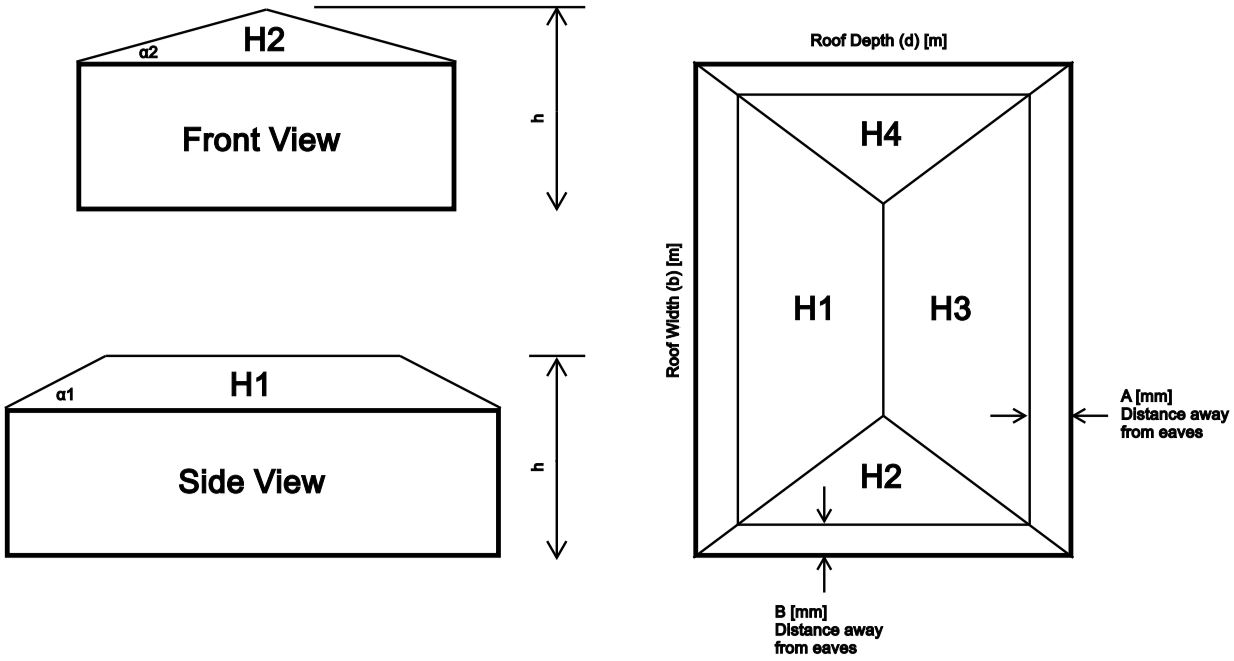 H2
α2
Front View
h
H1
α1
Side View
h
Roof Depth (d) [m]
Roof Width (b) [m]
H4
H1
H3
H2
A [mm]
Distance away
from eaves
B [mm]
Distance away
from eaves